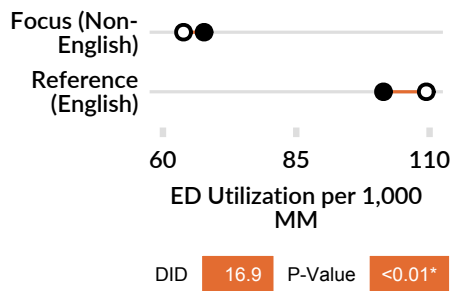 Focus (Non-
English)
Reference
(English)
60 85 110
ED Utilization per 1,000
MM
DID 16.9 P-Value <0.01*